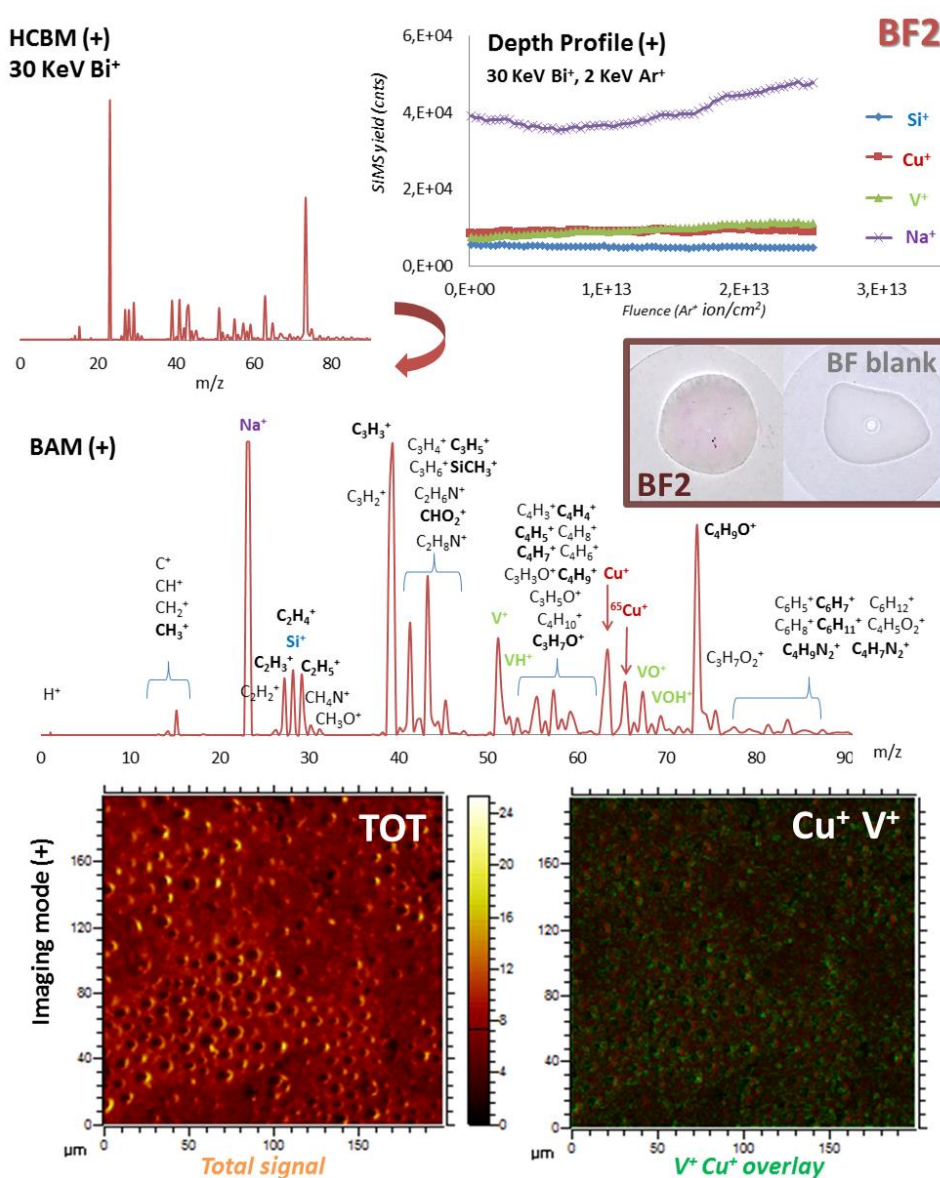 HCBM (+)
30 KeV Bi⁺
0 20 40 60 80
m/z
Depth Profile (+)
30 KeV Bi⁺, 2 KeV Ar⁺
BF2
SIMS yield (cnts)
6,E+04
4,E+04
2,E+04
0,E+00
0,E+00 1,E+13 2,E+13 3,E+13
Fluence (Ar⁺ ion/cm²)
Si⁺
Cu⁺
V⁺
Na⁺
BF2
BF blank
BAM (+)
H⁺
C⁺
CH⁺
CH₂⁺
CH₃⁺
Na⁺
C₂H₄⁺
Si⁺
C₂H₃⁺ C₂H₅⁺
C₂H₂⁺ CH₄N⁺
CH₃O⁺
C₃H₃⁺
C₃H₂⁺
C₃H₄⁺ C₃H₅⁺
C₃H₆⁺ SiCH₃⁺
C₂H₆N⁺
CHO₂⁺
C₂H₈N⁺
V⁺
VH⁺
C₄H₃⁺ C₄H₄⁺
C₄H₅⁺ C₄H₈⁺
C₄H₇⁺ C₄H₆⁺
C₃H₃O⁺ C₄H₉⁺
C₃H₅O⁺
C₄H₁₀⁺
C₃H₇O⁺
Cu⁺
⁶⁵Cu⁺
VO⁺
VOH⁺
C₄H₉O⁺
C₃H₇O₂⁺
C₆H₅⁺ C₆H₇⁺ C₆H₁₂⁺
C₆H₈⁺ C₆H₁₁⁺ C₄H₅O₂⁺
C₄H₉N₂⁺ C₄H₇N₂⁺
0 10 20 30 40 50 60 70 80 90 m/z
Imaging mode (+)
TOT
160
120
80
40
0
µm
0 50 100 150
24
20
16
12
8
4
0
Total signal
Cu⁺ V⁺
160
120
80
40
0
µm
0 50 100 150
V⁺ Cu⁺ overlay